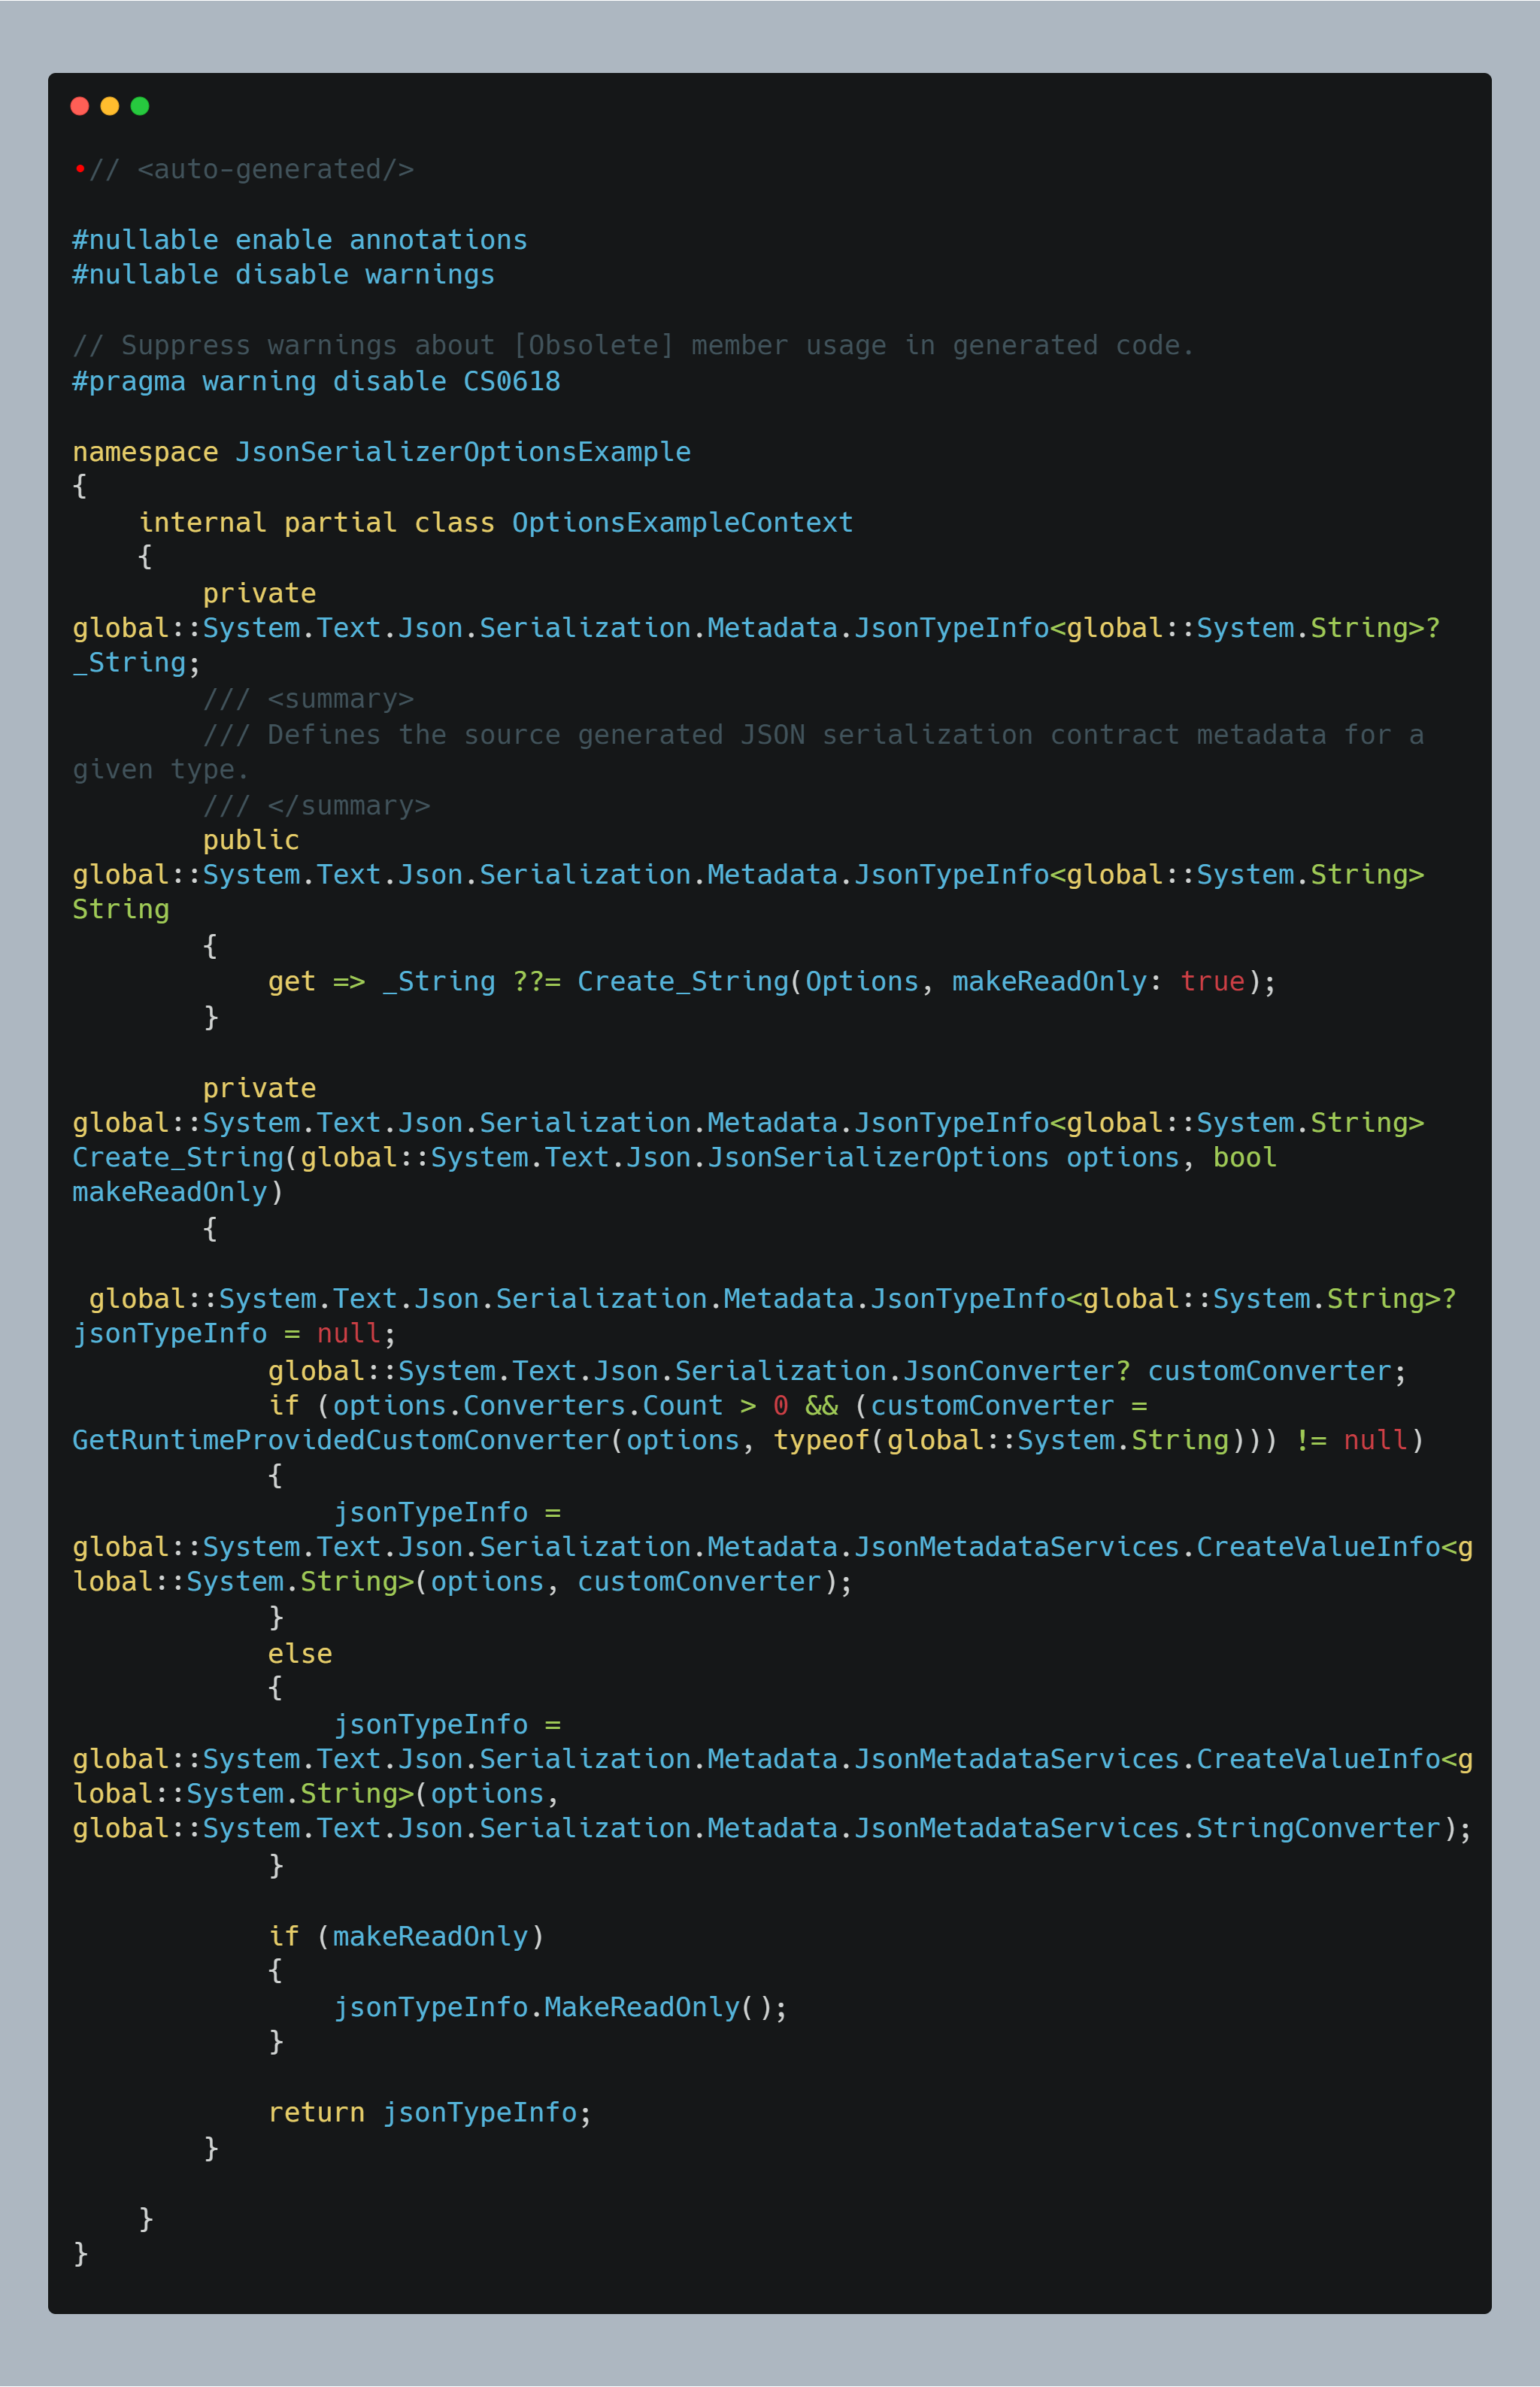 •// <auto-generated/>
#nullable enable annotations
#nullable disable warnings
// Suppress warnings about [Obsolete] member usage in generated code.
#pragma warning disable CS0618
namespace JsonSerializerOptionsExample
{
    internal partial class OptionsExampleContext
    {
        private
global::System.Text.Json.Serialization.Metadata.JsonTypeInfo<global::System.String>?
_String;
        /// <summary>
        /// Defines the source generated JSON serialization contract metadata for a
given type.
        /// </summary>
        public
global::System.Text.Json.Serialization.Metadata.JsonTypeInfo<global::System.String>
String
        {
            get => _String ??= Create_String(Options, makeReadOnly: true);
        }
        private
global::System.Text.Json.Serialization.Metadata.JsonTypeInfo<global::System.String>
Create_String(global::System.Text.Json.JsonSerializerOptions options, bool
makeReadOnly)
        {
 global::System.Text.Json.Serialization.Metadata.JsonTypeInfo<global::System.String>?
jsonTypeInfo = null;
            global::System.Text.Json.Serialization.JsonConverter? customConverter;
            if (options.Converters.Count > 0 && (customConverter =
GetRuntimeProvidedCustomConverter(options, typeof(global::System.String))) != null)
            {
                jsonTypeInfo =
global::System.Text.Json.Serialization.Metadata.JsonMetadataServices.CreateValueInfo<g
lobal::System.String>(options, customConverter);
            }
            else
            {
                jsonTypeInfo =
global::System.Text.Json.Serialization.Metadata.JsonMetadataServices.CreateValueInfo<g
lobal::System.String>(options,
global::System.Text.Json.Serialization.Metadata.JsonMetadataServices.StringConverter);
            }
            if (makeReadOnly)
            {
                jsonTypeInfo.MakeReadOnly();
            }
            return jsonTypeInfo;
        }
    }
}